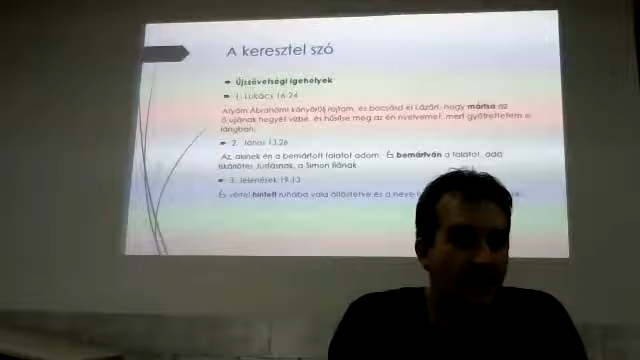 A keresztel szó
Újszövetségi igehelyek
1. Lukács 16:24
Atyám Ábrahám! könyörülj rajtam, és bocsásd el Lázárt, hogy mártsa az
ő ujjának hegyét vízbe, és hűsítse meg az én nyelvemet; mert gyötrettetem e
lángban.
2. János 13:26
Az, akinek én a bemártott falatot adom. És bemártván a falatot, adá
Iskáriótes Júdásnak, a Simon fiának.
3. Jelenések 19:13
És vérrel hintett ruhába vala öltöztetve és a neve